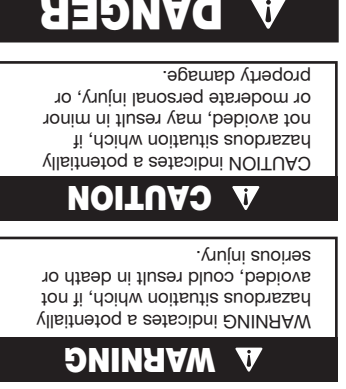 WARNING
WARNING indicates a potentially
hazardous situation which, if not
avoided, could result in death or
serious injury.
CAUTION
CAUTION indicates a potentially
hazardous situation which, if
not avoided, may result in minor
or moderate personal injury, or
property damage.
DANGER